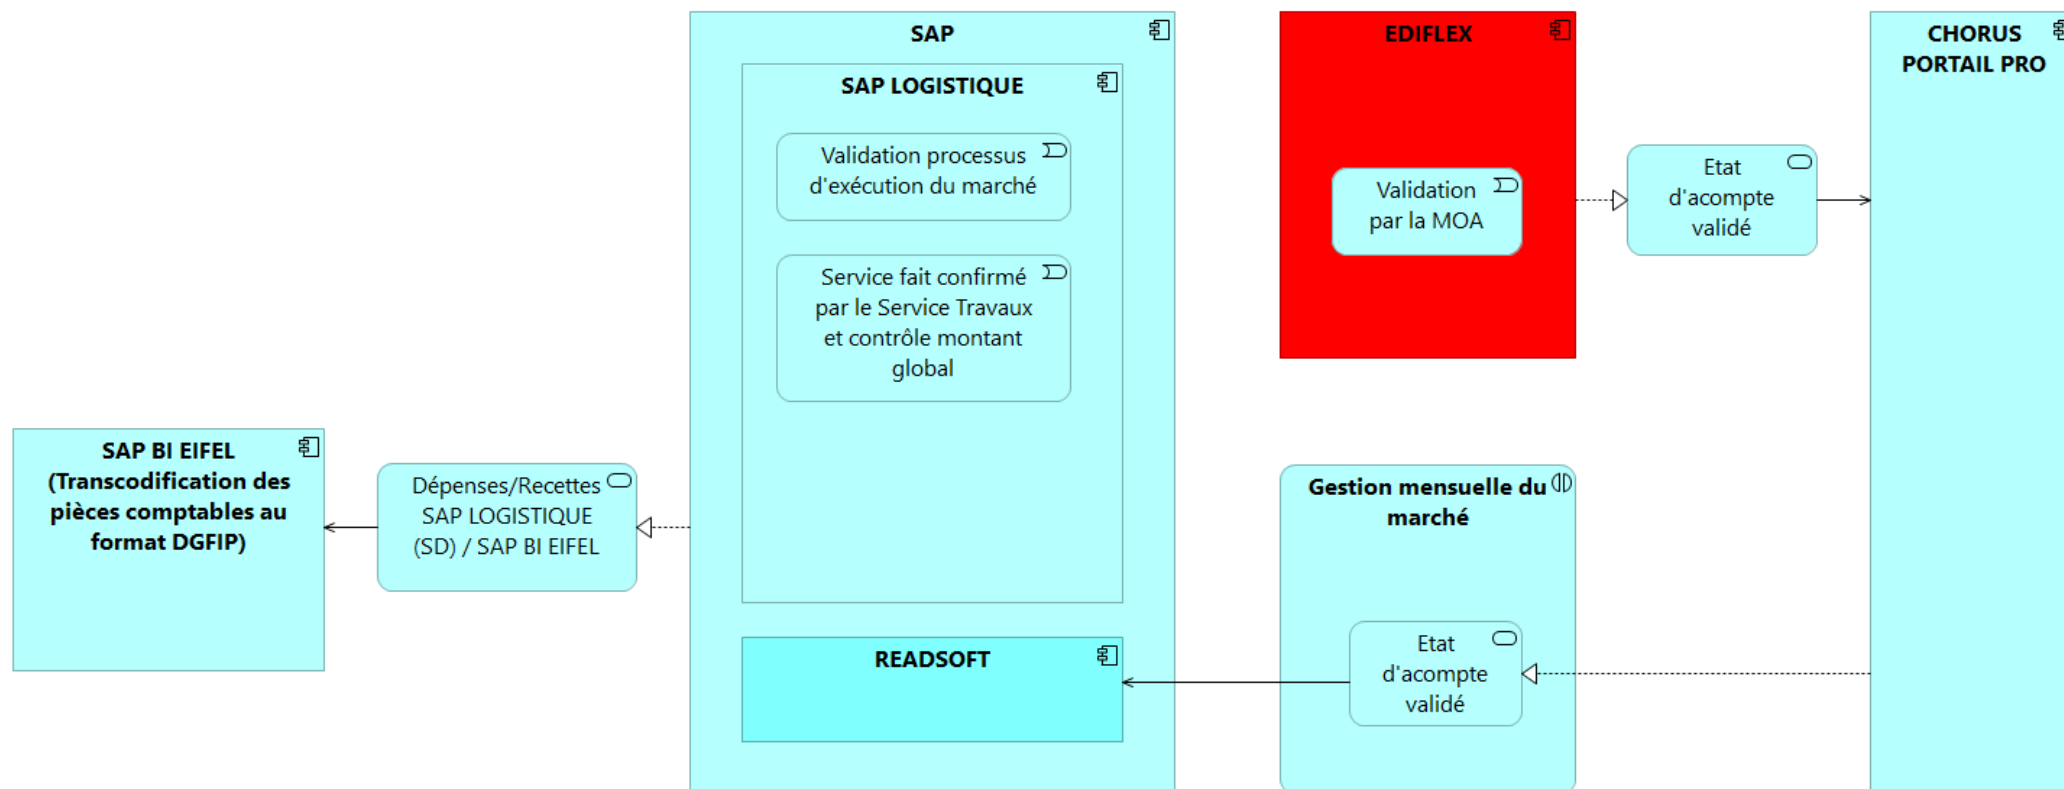 SAP
SAP LOGISTIQUE
Validation processus
d'exécution du marché
Service fait confirmé
par le Service Travaux
et contrôle montant
global
READSOFT
EDIFLEX
Validation
par la MOA
Etat
d'acompte
validé
CHORUS
PORTAIL PRO
SAP BI EIFEL
(Transcodification des
pièces comptables au
format DGFIP)
Dépenses/Recettes
SAP LOGISTIQUE
(SD) / SAP BI EIFEL
Gestion mensuelle du
marché
Etat
d'acompte
validé